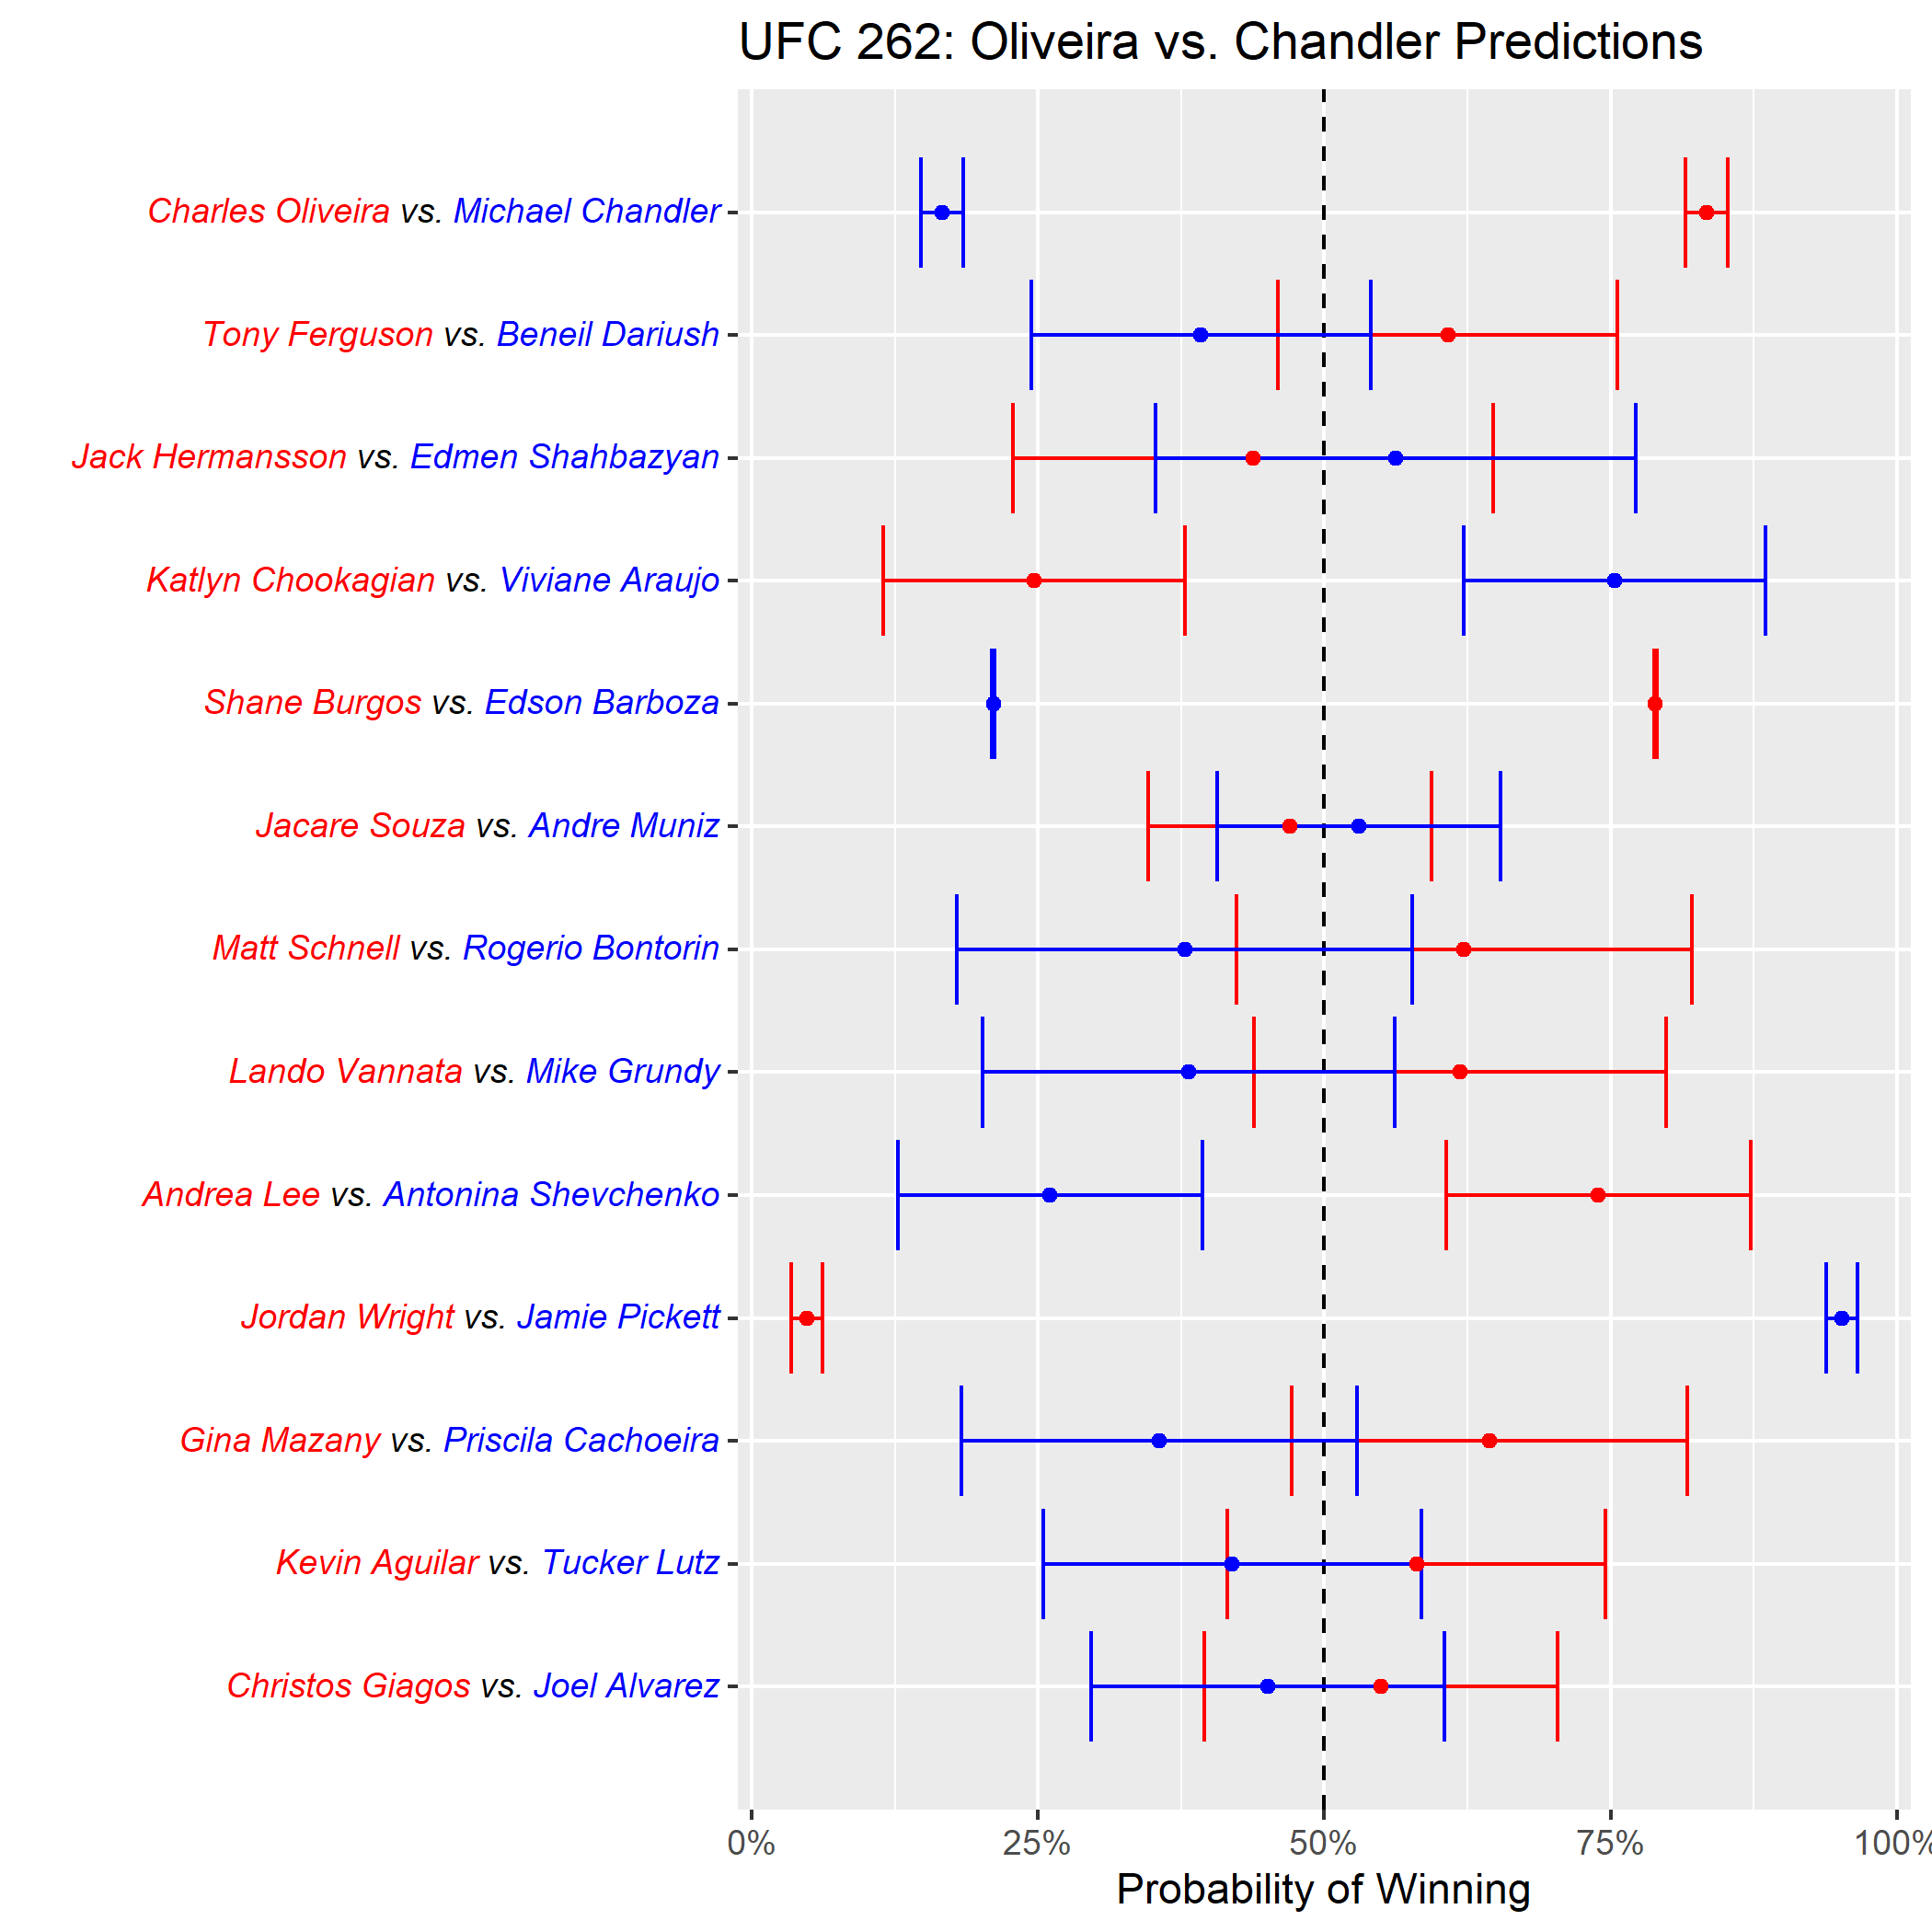 UFC 262: Oliveira vs. Chandler Predictions
Charles Oliveira vs. Michael Chandler
Tony Ferguson vs. Beneil Dariush
Jack Hermansson vs. Edmen Shahbazyan
Katlyn Chookagian vs. Viviane Araujo
Shane Burgos vs. Edson Barboza
Jacare Souza vs. Andre Muniz
Matt Schnell vs. Rogerio Bontorin
Lando Vannata vs. Mike Grundy
Andrea Lee vs. Antonina Shevchenko
Jordan Wright vs. Jamie Pickett
Gina Mazany vs. Priscila Cachoeira
Kevin Aguilar vs. Tucker Lutz
Christos Giagos vs. Joel Alvarez
0% 25% 50% 75% 100%
Probability of Winning